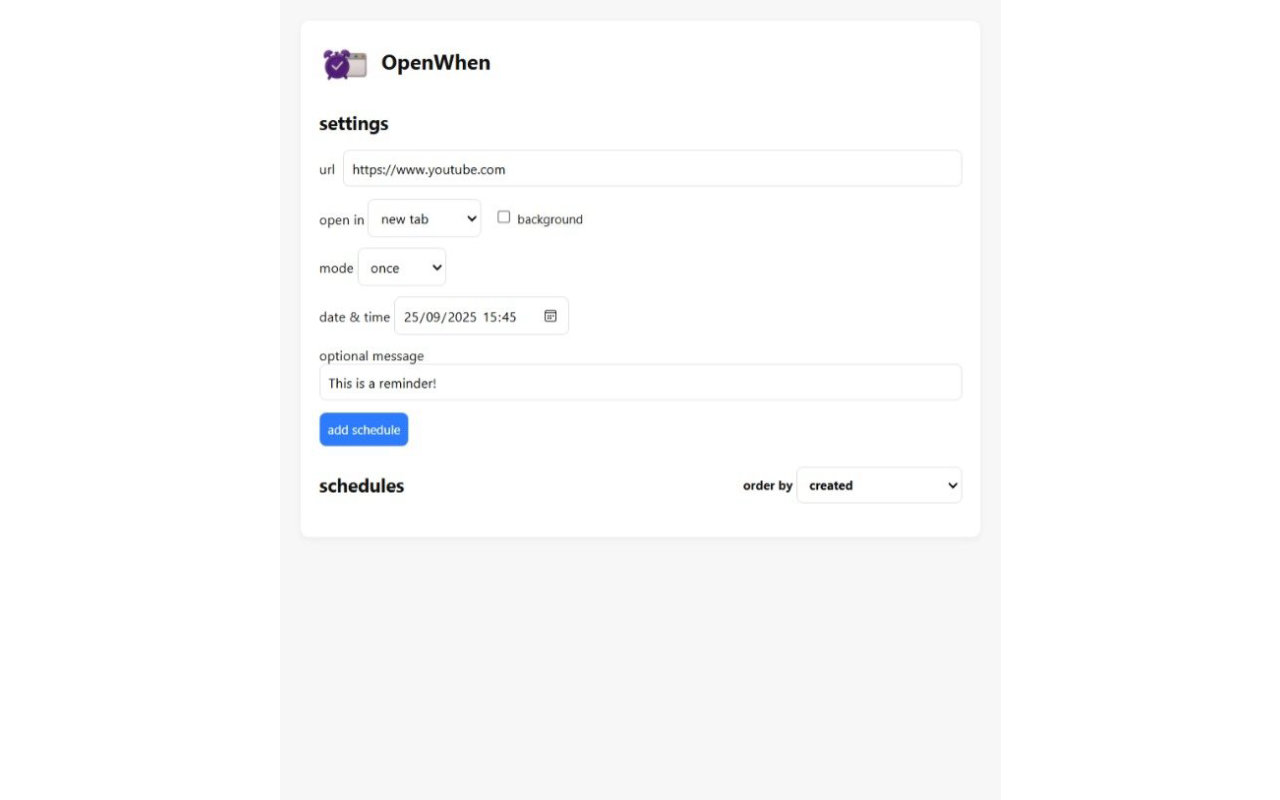 OpenWhen
settings
url https://www.youtube.com
open in new tab background
mode once
date & time 25/09/2025 15:45
optional message
This is a reminder!
add schedule
schedules order by created